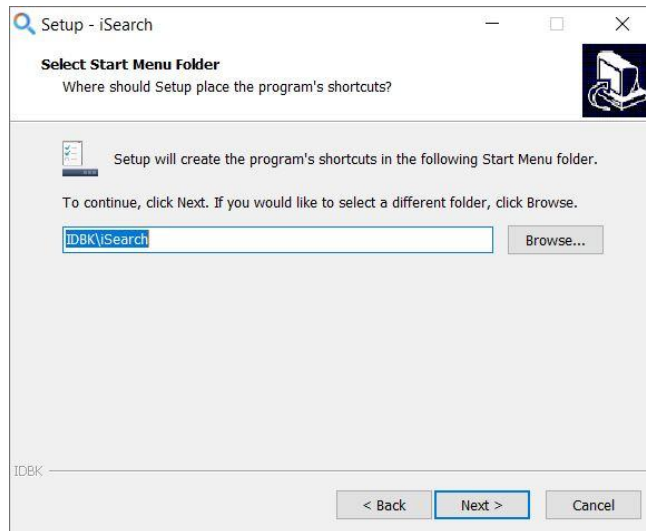 Setup - iSearch
Select Start Menu Folder
Where should Setup place the program's shortcuts?
Setup will create the program's shortcuts in the following Start Menu folder.
To continue, click Next. If you would like to select a different folder, click Browse.
IDBK\iSearch
Browse...
IDBK
< Back
Next >
Cancel